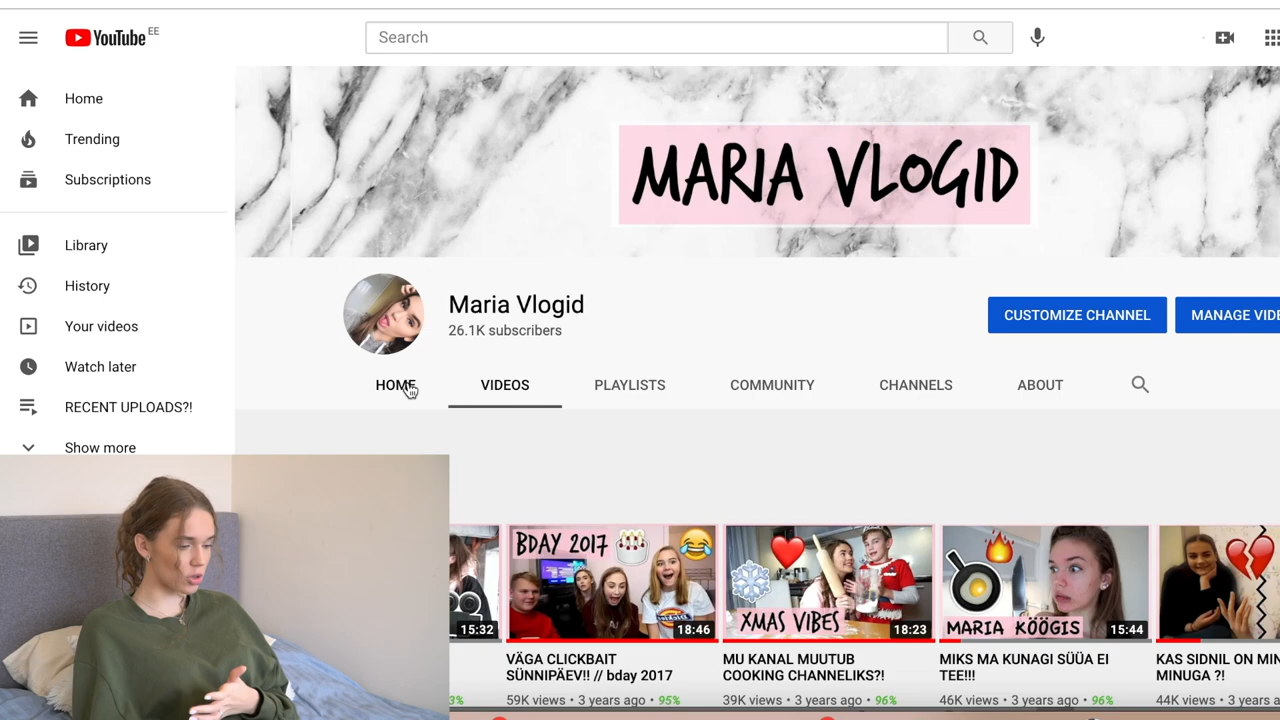 YouTube EE
Search
Home
Trending
Subscriptions
Library
History
Your videos
Watch later
RECENT UPLOADS?!
Show more
MARIA VLOGID
Maria Vlogid
26.1K subscribers
CUSTOMIZE CHANNEL
MANAGE VIDE
HOME
VIDEOS
PLAYLISTS
COMMUNITY
CHANNELS
ABOUT
15:32
3%
BDAY 2017
18:46
VÄGA CLICKBAIT
SÜNNIPÄEV!! // bday 2017
59K views • 3 years ago • 95%
XMAS VIBES
18:23
MU KANAL MUUTUB
COOKING CHANNELIKS?!
39K views • 3 years ago • 96%
MARIA KÖÖGIS
15:44
MIKS MA KUNAGI SÜÜA EI
TEE!!!
46K views • 3 years ago • 96%
KAS SIDNIL ON MIN
MINUGA ?!
44K views • 3 years a